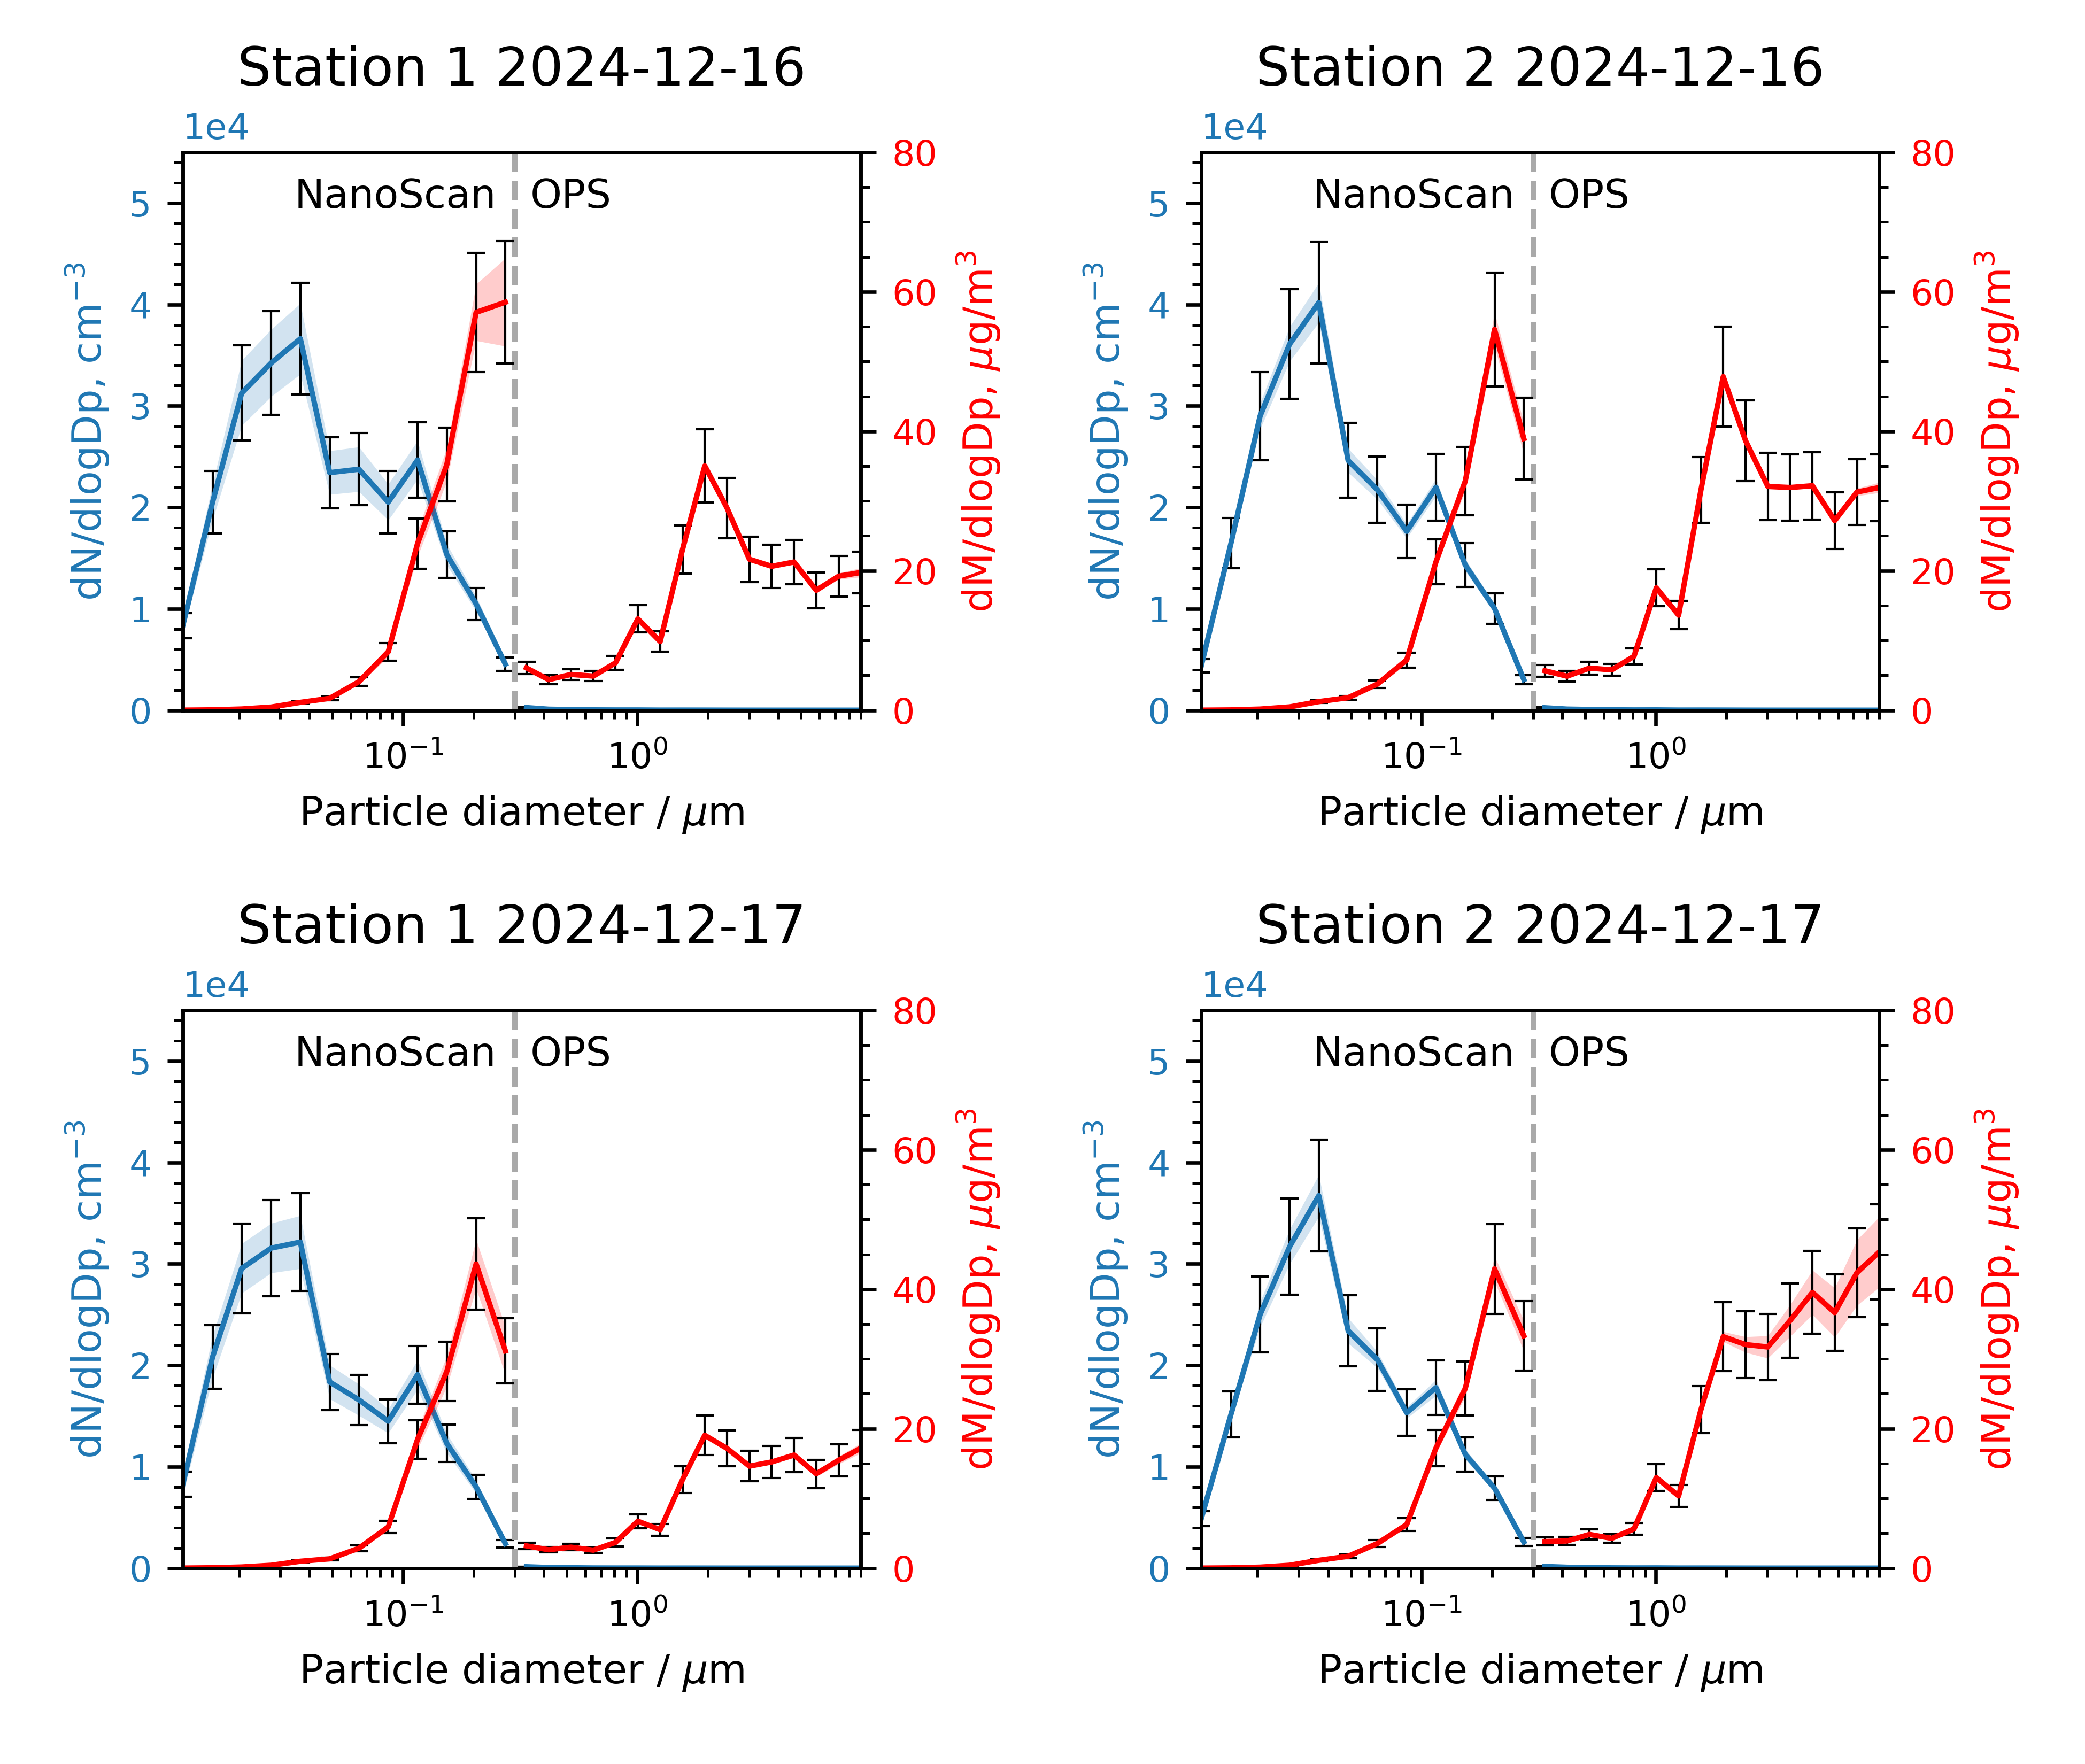 Station 1 2024-12-16
1e4
NanoScan OPS
dN/dlogDp, cm⁻³
0 1 2 3 4 5
dM/dlogDp, μg/m³
0 20 40 60 80
10⁻¹ 10⁰
Particle diameter / μm
Station 2 2024-12-16
1e4
NanoScan OPS
dN/dlogDp, cm⁻³
0 1 2 3 4 5
dM/dlogDp, μg/m³
0 20 40 60 80
10⁻¹ 10⁰
Particle diameter / μm
Station 1 2024-12-17
1e4
NanoScan OPS
dN/dlogDp, cm⁻³
0 1 2 3 4 5
dM/dlogDp, μg/m³
0 20 40 60 80
10⁻¹ 10⁰
Particle diameter / μm
Station 2 2024-12-17
1e4
NanoScan OPS
dN/dlogDp, cm⁻³
0 1 2 3 4 5
dM/dlogDp, μg/m³
0 20 40 60 80
10⁻¹ 10⁰
Particle diameter / μm